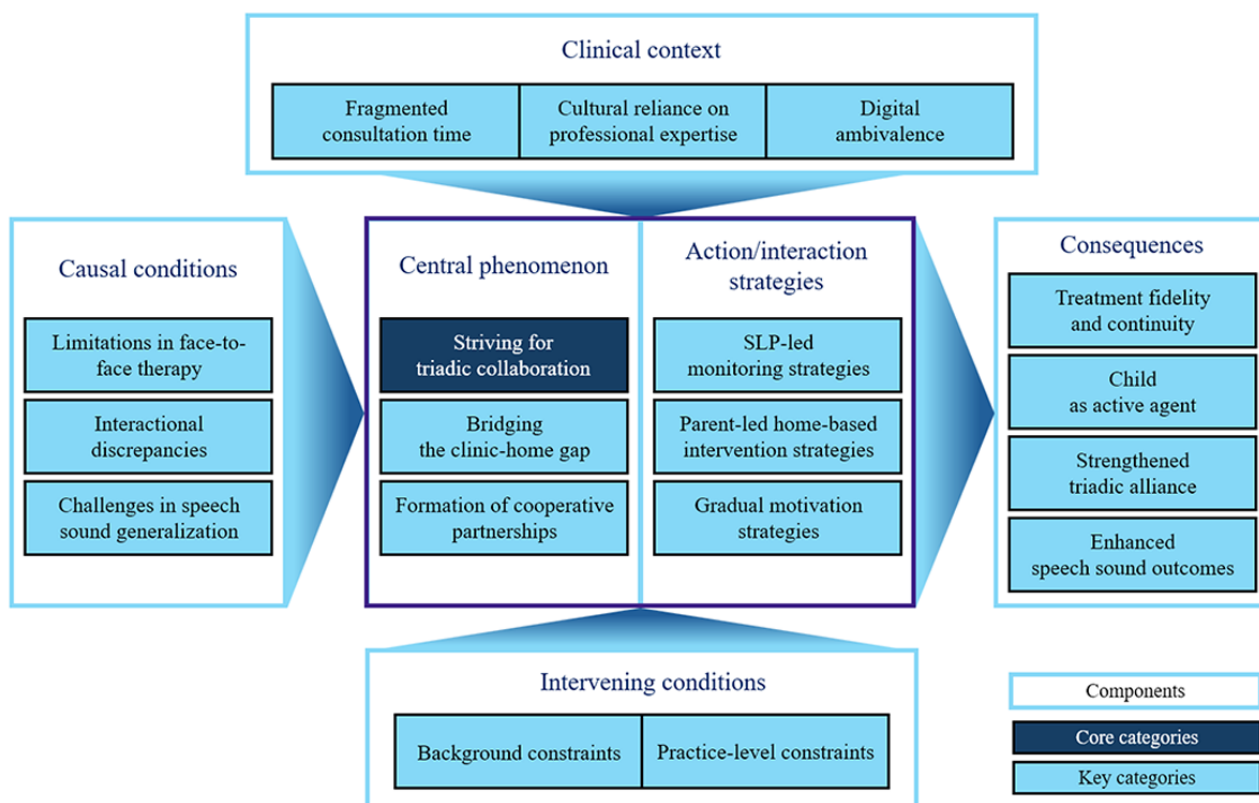 Clinical context
Fragmented
consultation time
Cultural reliance on
professional expertise
Digital
ambivalence
Causal conditions
Limitations in face-to-
face therapy
Interactional
discrepancies
Challenges in speech
sound generalization
Central phenomenon
Striving for
triadic collaboration
Bridging
the clinic-home gap
Formation of cooperative
partnerships
Action/interaction
strategies
SLP-led
monitoring strategies
Parent-led home-based
intervention strategies
Gradual motivation
strategies
Consequences
Treatment fidelity
and continuity
Child
as active agent
Strengthened
triadic alliance
Enhanced
speech sound outcomes
Intervening conditions
Background constraints
Practice-level constraints
Components
Core categories
Key categories